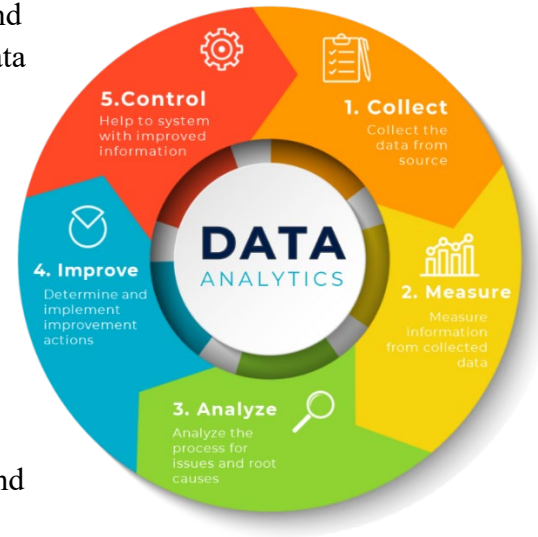 nd
ata
5.Control
Help to system
with improved
information
1. Collect
Collect the
data from
source
DATA
ANALYTICS
4. Improve
Determine and
implement
improvement
actions
2. Measure
Measure
information
from collected
data
3. Analyze
Analyze the
process for
issues and root
causes
nd